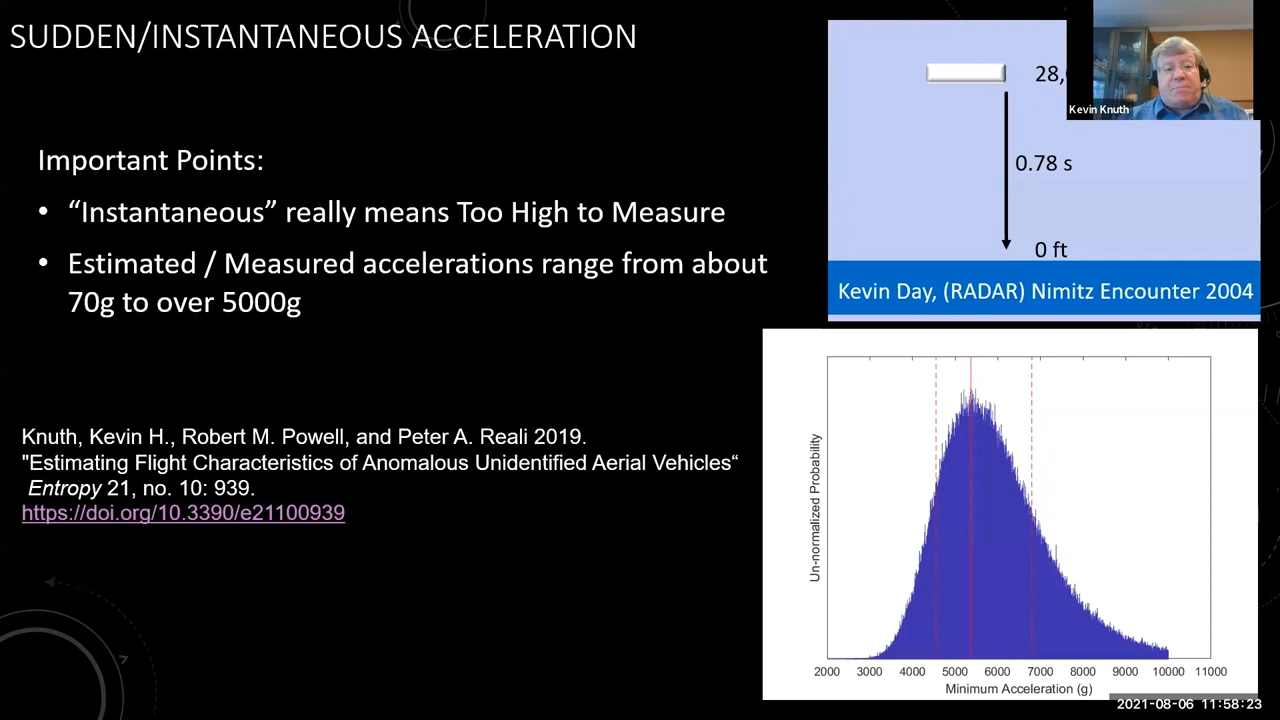 SUDDEN/INSTANTANEOUS ACCELERATION
Important Points:
• “Instantaneous” really means Too High to Measure
• Estimated / Measured accelerations range from about
70g to over 5000g
Knuth, Kevin H., Robert M. Powell, and Peter A. Reali 2019.
"Estimating Flight Characteristics of Anomalous Unidentified Aerial Vehicles“
Entropy 21, no. 10: 939.
https://doi.org/10.3390/e21100939
28,
Kevin Knuth
0.78 s
0 ft
Kevin Day, (RADAR) Nimitz Encounter 2004
Un-normalized Probability
2000 3000 4000 5000 6000 7000 8000 9000 10000 11000
Minimum Acceleration (g)
2021-08-06 11:58:23